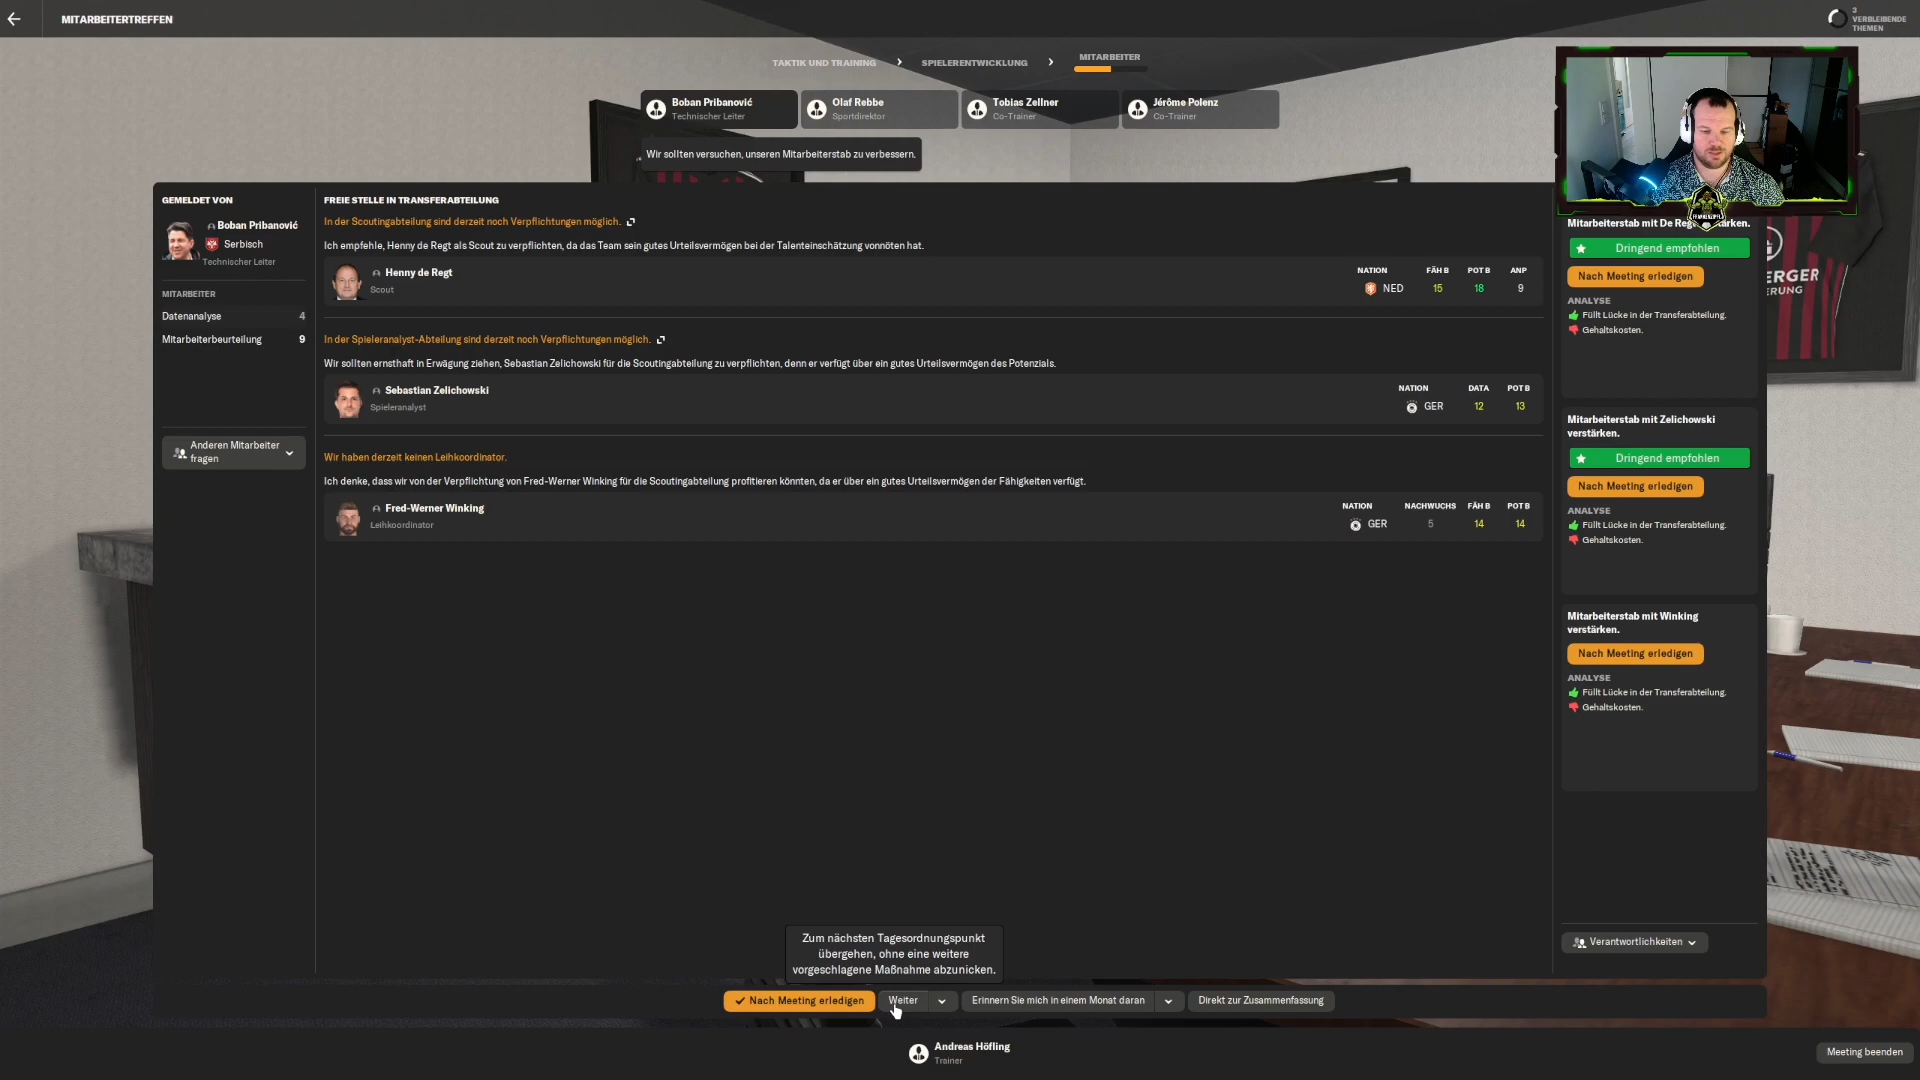 MITARBEITERTREFFEN
3
VERBLEIBENDE
THEMEN
TAKTIK UND TRAINING
SPIELERENTWICKLUNG
MITARBEITER
Boban Pribanović
Technischer Leiter
Olaf Rebbe
Sportdirektor
Tobias Zellner
Co-Trainer
Jérôme Polenz
Co-Trainer
Wir sollten versuchen, unseren Mitarbeiterstab zu verbessern.
GEMELDET VON
Boban Pribanović
Serbisch
Technischer Leiter
MITARBEITER
Datenanalyse 4
Mitarbeiterbeurteilung 9
Anderen Mitarbeiter
fragen
FREIE STELLE IN TRANSFERABTEILUNG
In der Scoutingabteilung sind derzeit noch Verpflichtungen möglich.
Ich empfehle, Henny de Regt als Scout zu verpflichten, da das Team sein gutes Urteilsvermögen bei der Talenteinschätzung vonnöten hat.
Henny de Regt
Scout
NATION FÄH B POT B ANP
NED 15 18 9
In der Spieleranalyst-Abteilung sind derzeit noch Verpflichtungen möglich.
Wir sollten ernsthaft in Erwägung ziehen, Sebastian Zelichowski für die Scoutingabteilung zu verpflichten, denn er verfügt über ein gutes Urteilsvermögen des Potenzials.
Sebastian Zelichowski
Spieleranalyst
NATION DATA POT B
GER 12 13
Wir haben derzeit keinen Leihkoordinator.
Ich denke, dass wir von der Verpflichtung von Fred-Werner Winking für die Scoutingabteilung profitieren könnten, da er über ein gutes Urteilsvermögen der Fähigkeiten verfügt.
Fred-Werner Winking
Leihkoordinator
NATION NACHWUCHS FÄH B POT B
GER 5 14 14
FRANKENZIPFL
Mitarbeiterstab mit De
Dringend empfohlen
Nach Meeting erledigen
ANALYSE
Füllt Lücke in der Transferabteilung.
Gehaltskosten.
Mitarbeiterstab mit Zelichowski
verstärken.
Dringend empfohlen
Nach Meeting erledigen
ANALYSE
Füllt Lücke in der Transferabteilung.
Gehaltskosten.
Mitarbeiterstab mit Winking
verstärken.
Nach Meeting erledigen
ANALYSE
Füllt Lücke in der Transferabteilung.
Gehaltskosten.
Verantwortlichkeiten
Zum nächsten Tagesordnungspunkt
übergehen, ohne eine weitere
vorgeschlagene Maßnahme abzunicken.
Nach Meeting erledigen
Weiter
Erinnern Sie mich in einem Monat daran
Direkt zur Zusammenfassung
Andreas Höfling
Trainer
Meeting beenden